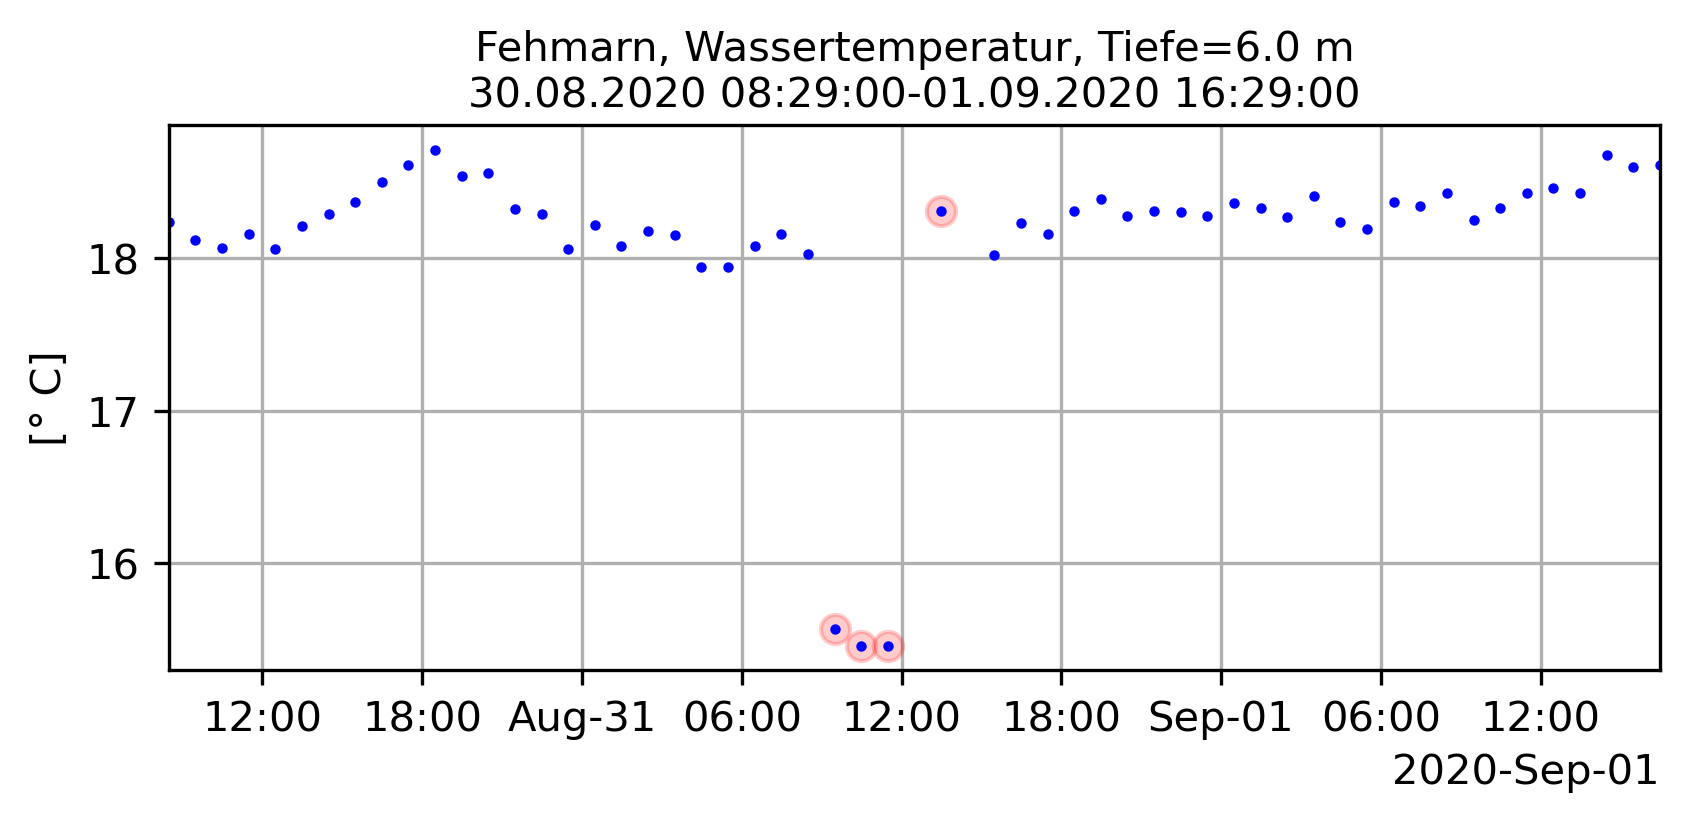 Fehmarn, Wassertemperatur, Tiefe=6.0 m
30.08.2020 08:29:00-01.09.2020 16:29:00
[° C]
18
17
16
12:00 18:00 Aug-31 06:00 12:00 18:00 Sep-01 06:00 12:00
2020-Sep-01